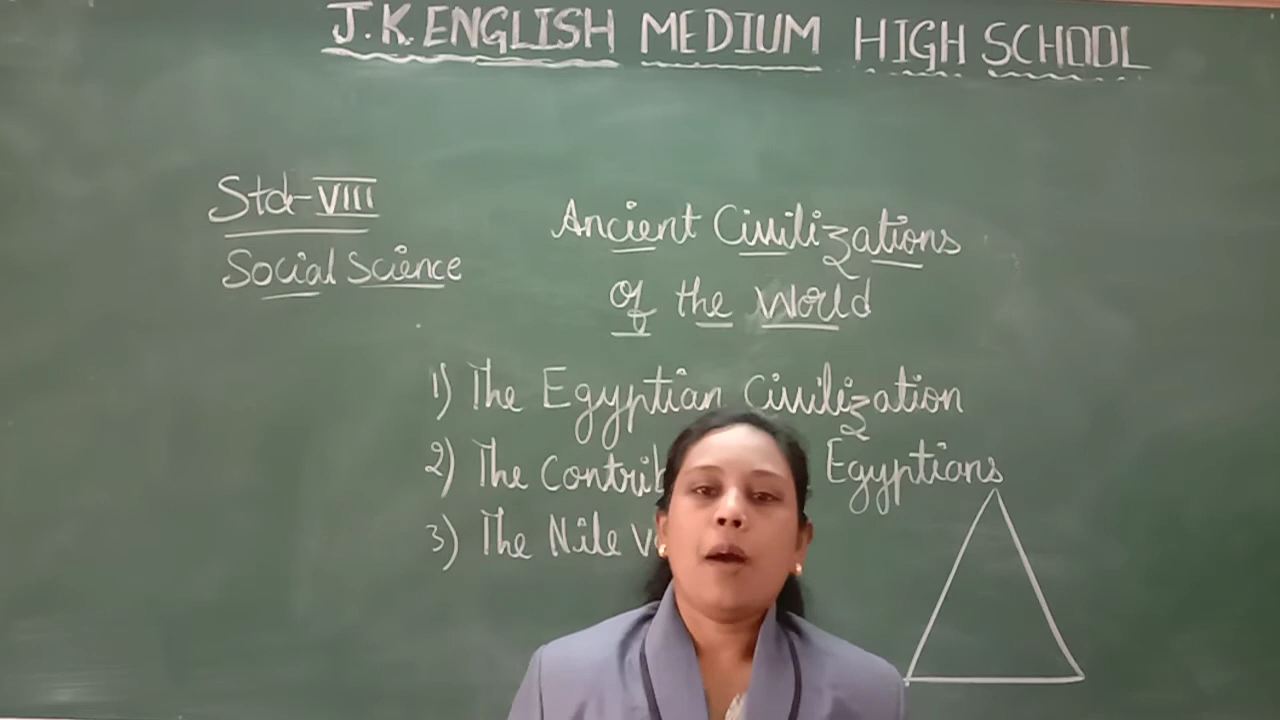 J.K. ENGLISH MEDIUM HIGH SCHOOL
Std-VIII
Social Science
Ancient Civilizations
of the World
1) The Egyptian Civilization
2) The Egyptians
3) The Nile